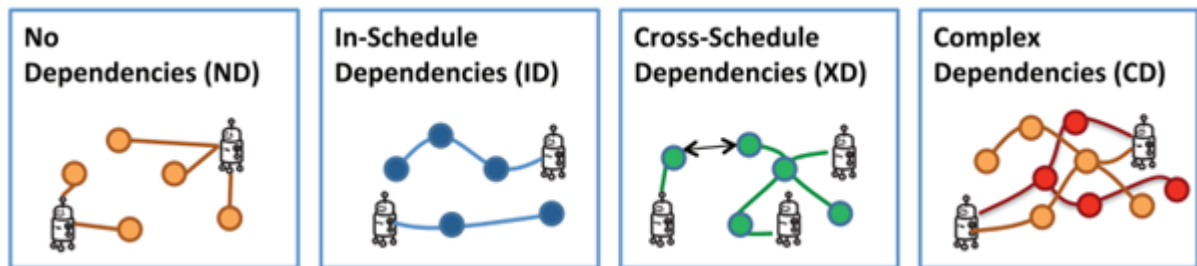 No
Dependencies (ND)
In-Schedule
Dependencies (ID)
Cross-Schedule
Dependencies (XD)
Complex
Dependencies (CD)